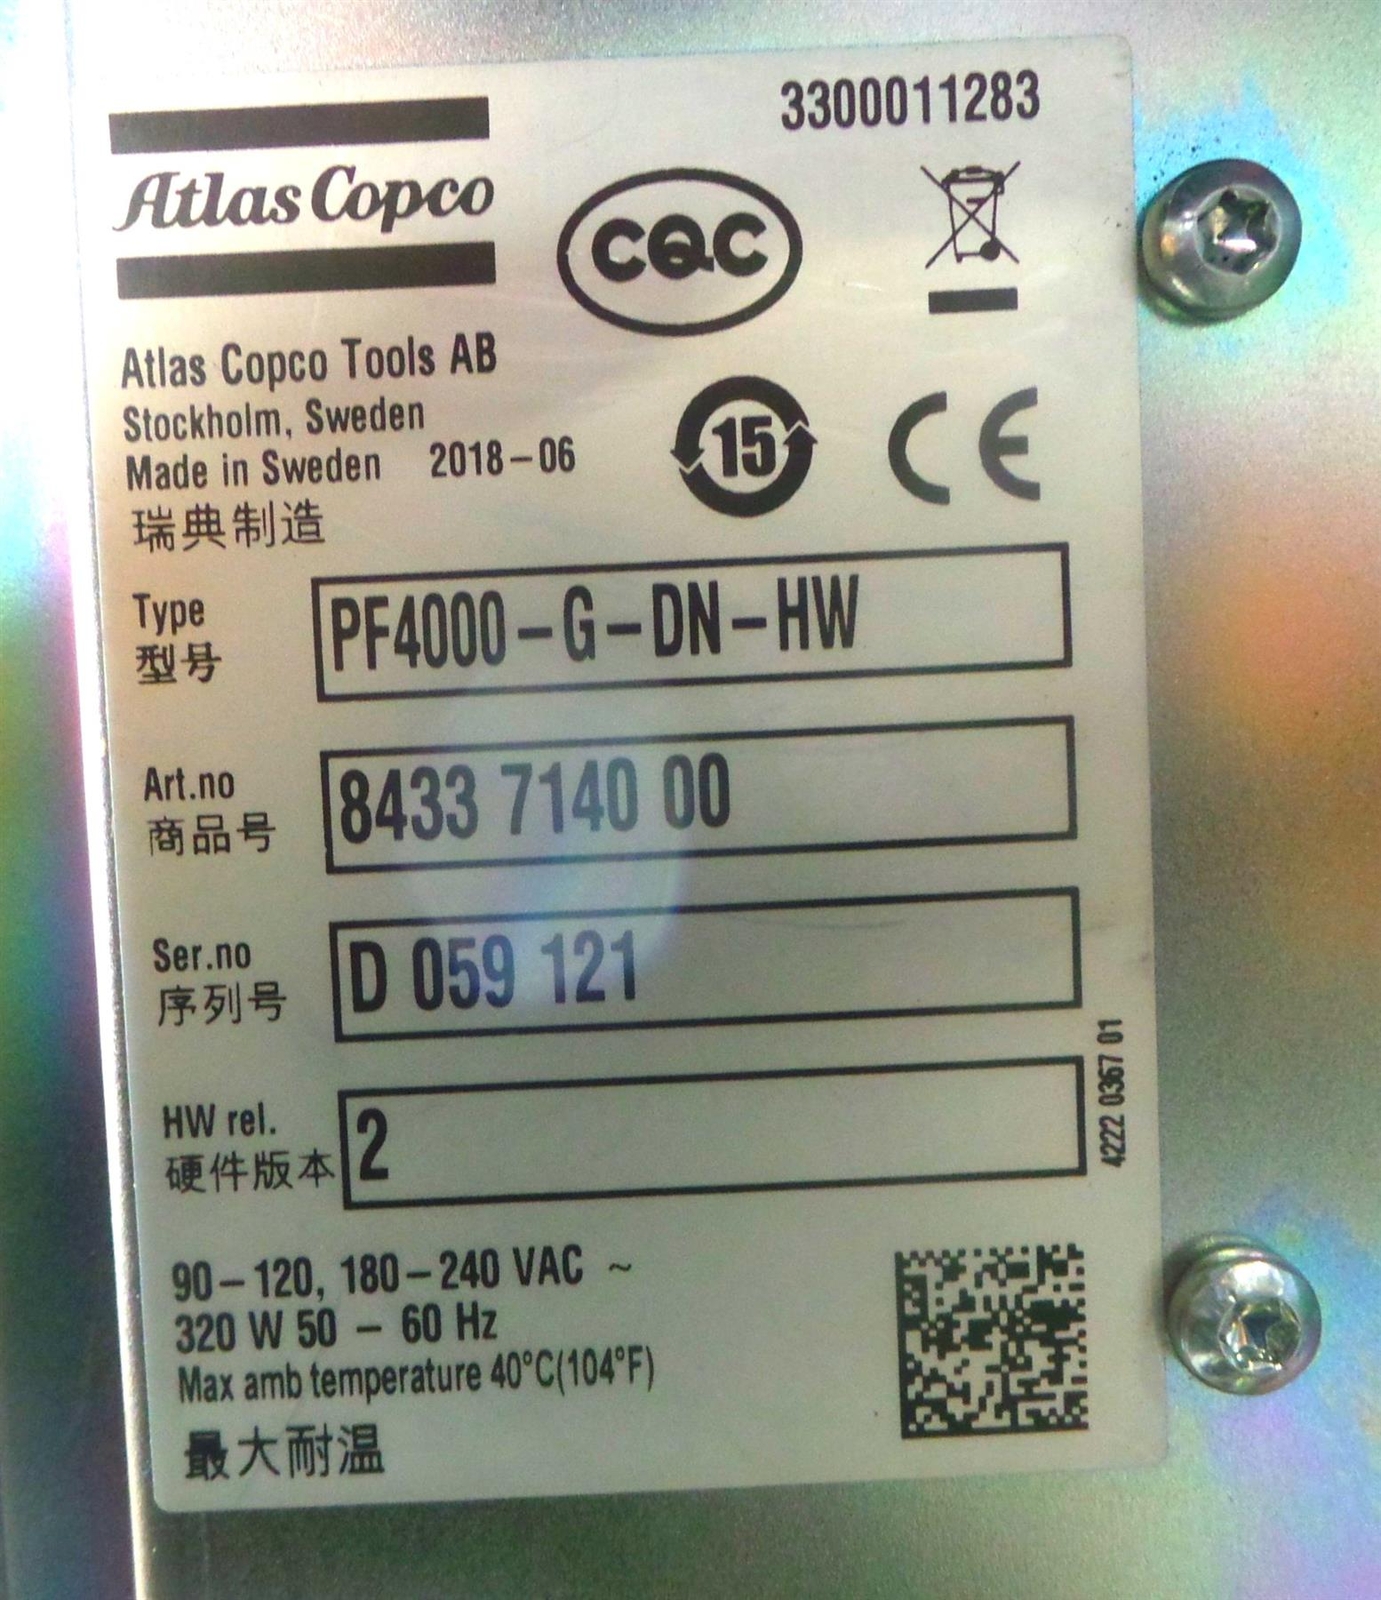 3300011283
Atlas Copco
CQC
Atlas Copco Tools AB
Stockholm, Sweden
Made in Sweden 2018-06
瑞典制造
15
CE
Type
型号
PF4000-G-DN-HW
Art.no
商品号
8433 7140 00
Ser.no
序列号
D 059 121
HW rel.
硬件版本
2
4222 0367 01
90-120, 180-240 VAC ~
320 W 50 - 60 Hz
Max amb temperature 40°C(104°F)
最大耐温